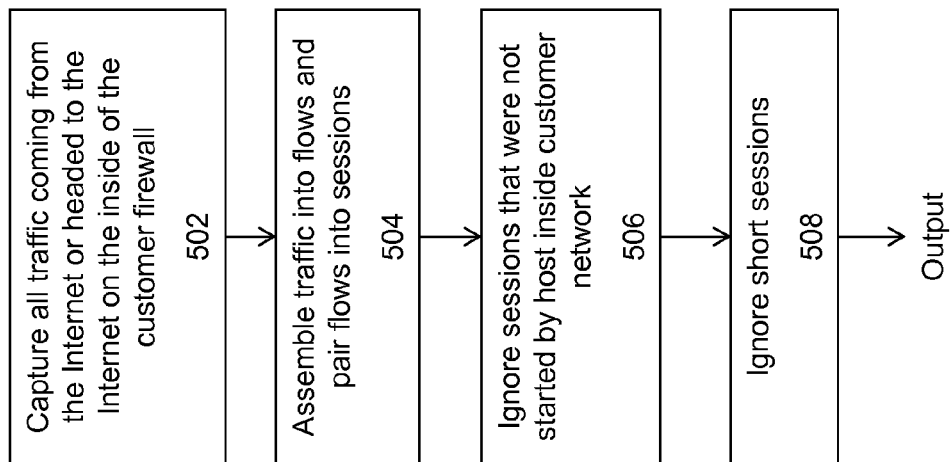 Capture all traffic coming from
the Internet or headed to the
Internet on the inside of the
customer firewall
502
Assemble traffic into flows and
pair flows into sessions
504
Ignore sessions that were not
started by host inside customer
network
506
Ignore short sessions
508
Output